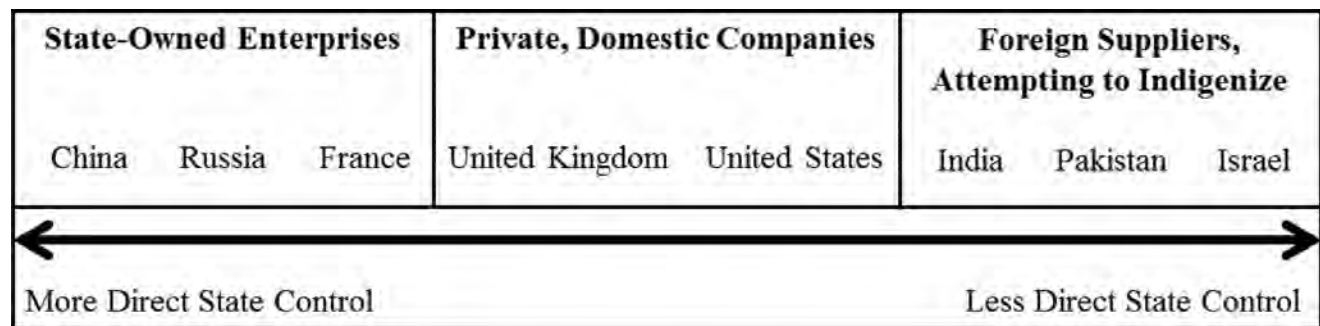 State-Owned Enterprises
China Russia France
Private, Domestic Companies
United Kingdom United States
Foreign Suppliers,
Attempting to Indigenize
India Pakistan Israel
More Direct State Control
Less Direct State Control